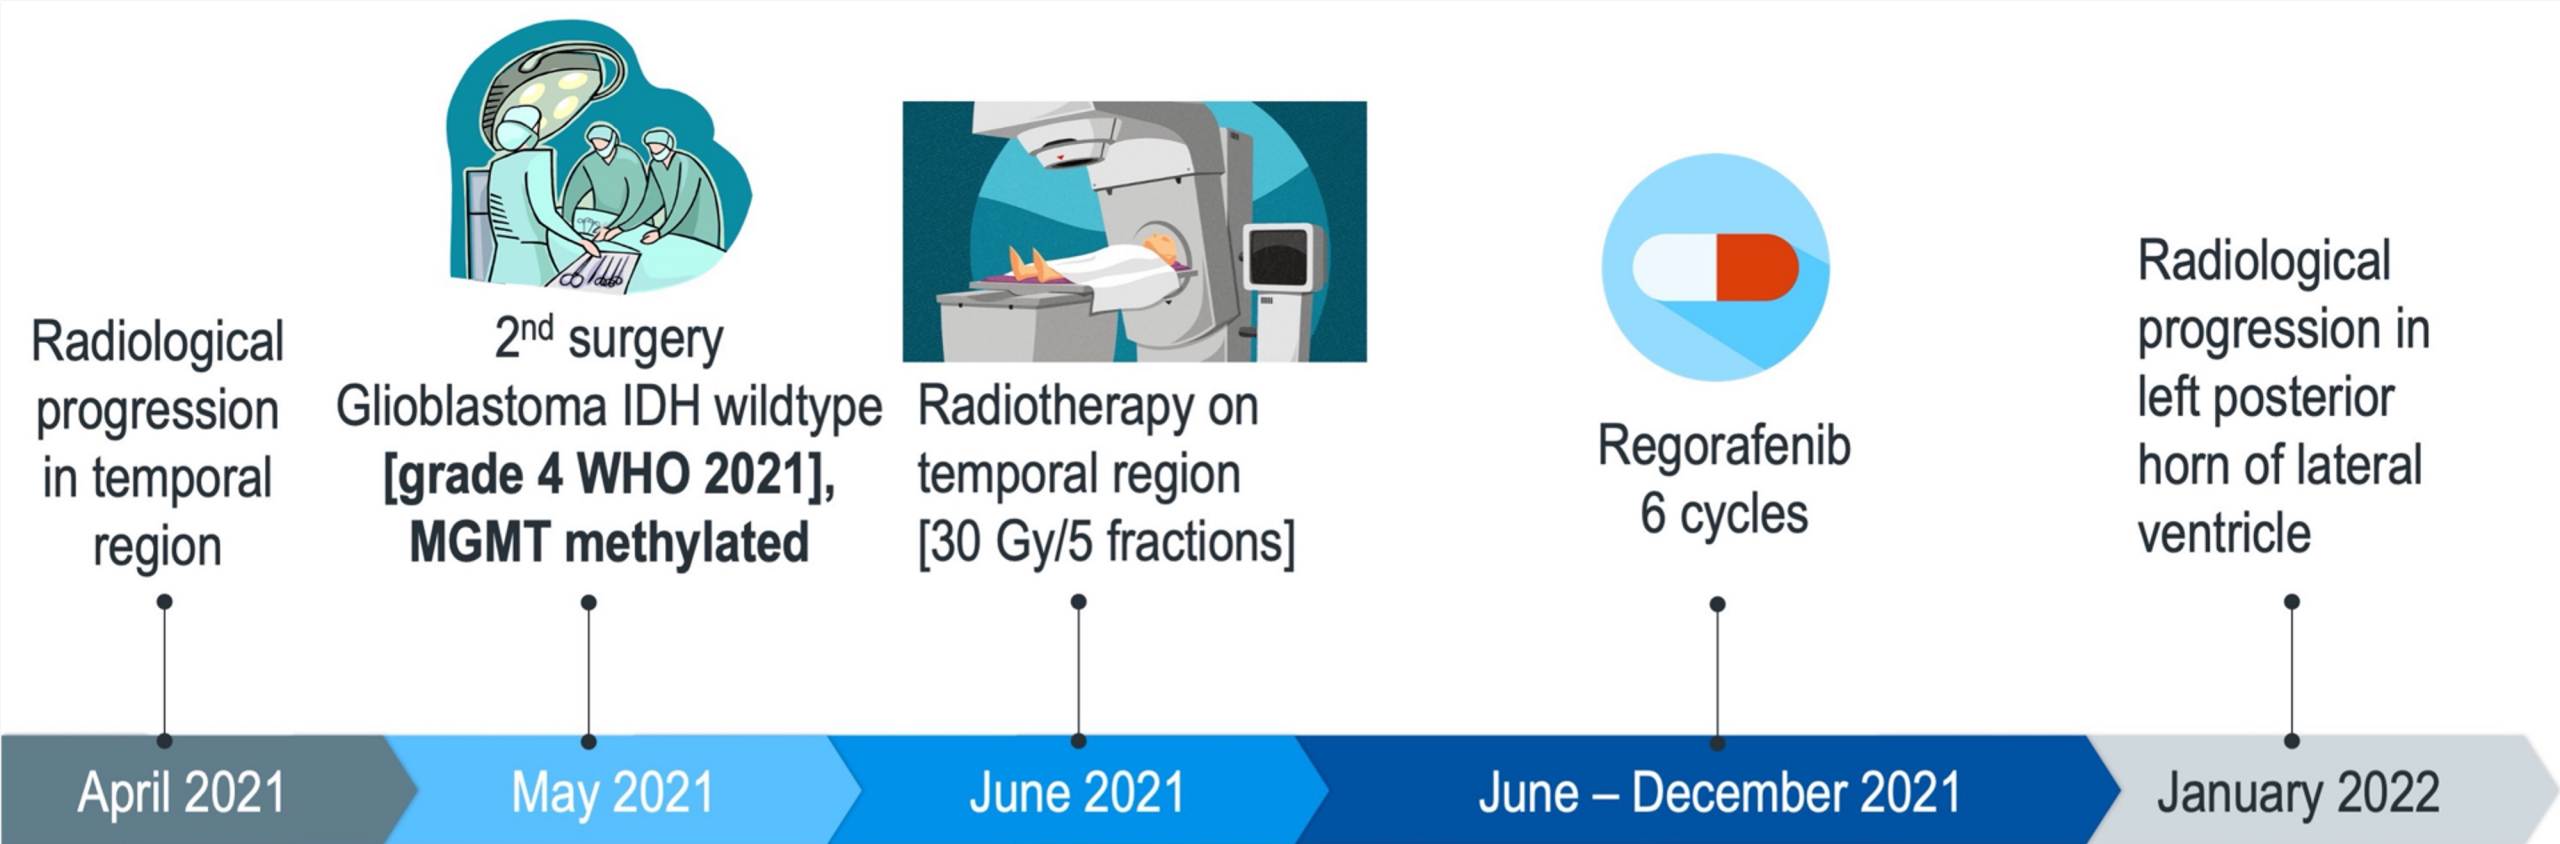 Radiological
progression
in temporal
region
2nd surgery
Glioblastoma IDH wildtype
[grade 4 WHO 2021],
MGMT methylated
Radiotherapy on
temporal region
[30 Gy/5 fractions]
Regorafenib
6 cycles
Radiological
progression in
left posterior
horn of lateral
ventricle
April 2021
May 2021
June 2021
June – December 2021
January 2022